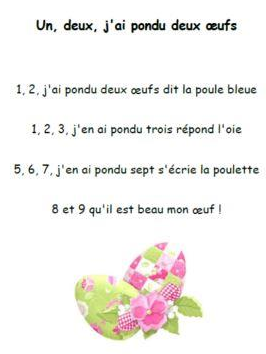 Un, deux, j'ai pondu deux œufs
1, 2, j'ai pondu deux œufs dit la poule bleue
1, 2, 3, j'en ai pondu trois répond l'oie
5, 6, 7, j'en ai pondu sept s'écrie la poulette
8 et 9 qu'il est beau mon œuf !